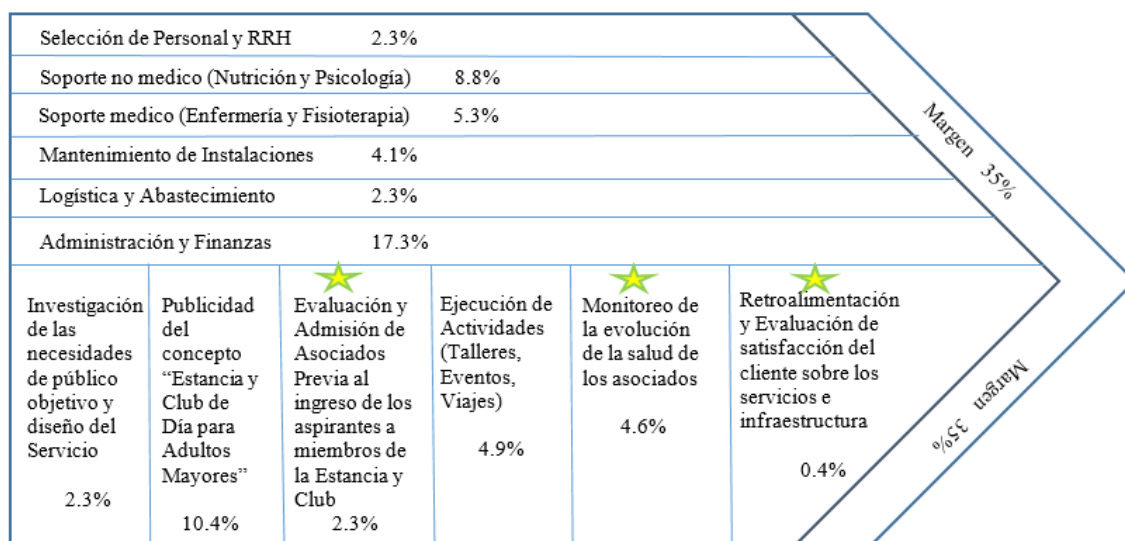 Selección de Personal y RRH 2.3%
Soporte no medico (Nutrición y Psicología) 8.8%
Soporte medico (Enfermería y Fisioterapia) 5.3%
Mantenimiento de Instalaciones 4.1%
Logística y Abastecimiento 2.3%
Administración y Finanzas 17.3%
Margen 35%
Investigación
de las
necesidades
de público
objetivo y
diseño del
Servicio
2.3%
Publicidad
del
concepto
“Estancia y
Club de
Día para
Adultos
Mayores”
10.4%
Evaluación y
Admisión de
Asociados
Previa al
ingreso de los
aspirantes a
miembros de
la Estancia y
Club
2.3%
Ejecución de
Actividades
(Talleres,
Eventos,
Viajes)
4.9%
Monitoreo de
la evolución
de la salud de
los asociados
4.6%
Retroalimentación
y Evaluación de
satisfacción del
cliente sobre los
servicios e
infraestructura
0.4%
Margen 35%